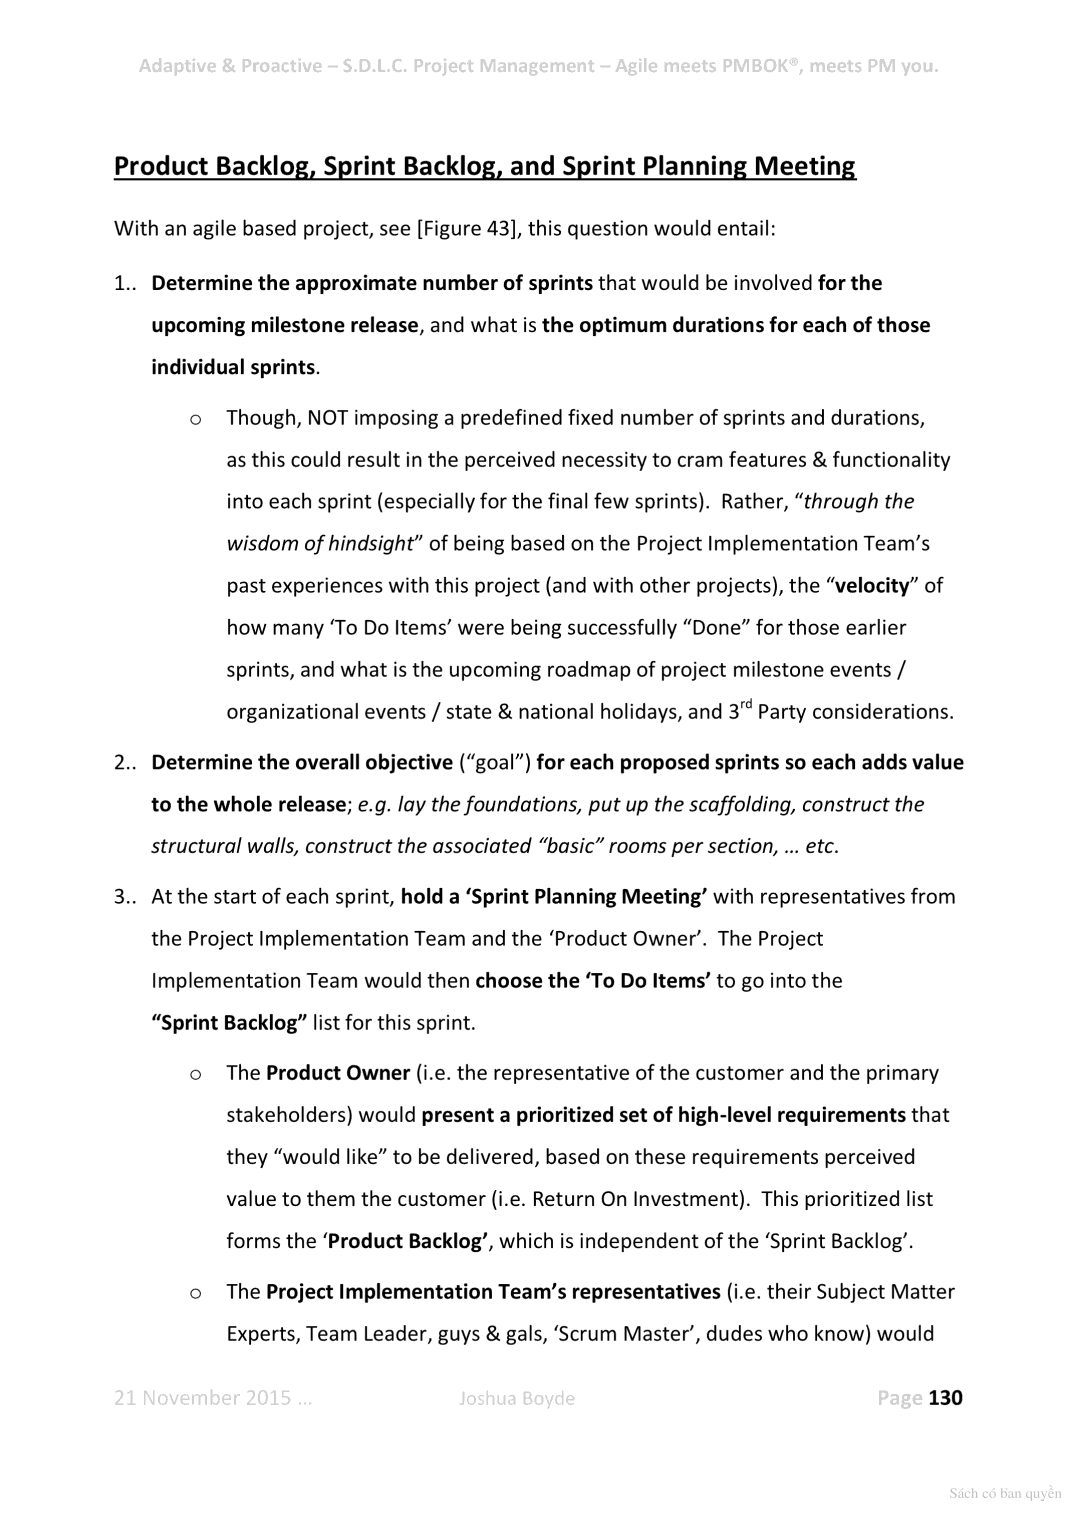 Adaptive & Proactive – S.D.L.C. Project Management – Agile meets PMBOK®, meets PM you.
Product Backlog, Sprint Backlog, and Sprint Planning Meeting
With an agile based project, see [Figure 43], this question would entail:
1.. Determine the approximate number of sprints that would be involved for the
upcoming milestone release, and what is the optimum durations for each of those
individual sprints.
o Though, NOT imposing a predefined fixed number of sprints and durations,
as this could result in the perceived necessity to cram features & functionality
into each sprint (especially for the final few sprints). Rather, “through the
wisdom of hindsight” of being based on the Project Implementation Team’s
past experiences with this project (and with other projects), the “velocity” of
how many ‘To Do Items’ were being successfully “Done” for those earlier
sprints, and what is the upcoming roadmap of project milestone events /
organizational events / state & national holidays, and 3rd Party considerations.
2.. Determine the overall objective (“goal”) for each proposed sprints so each adds value
to the whole release; e.g. lay the foundations, put up the scaffolding, construct the
structural walls, construct the associated “basic” rooms per section, … etc.
3.. At the start of each sprint, hold a ‘Sprint Planning Meeting’ with representatives from
the Project Implementation Team and the ‘Product Owner’. The Project
Implementation Team would then choose the ‘To Do Items’ to go into the
“Sprint Backlog” list for this sprint.
o The Product Owner (i.e. the representative of the customer and the primary
stakeholders) would present a prioritized set of high-level requirements that
they “would like” to be delivered, based on these requirements perceived
value to them the customer (i.e. Return On Investment). This prioritized list
forms the ‘Product Backlog’, which is independent of the ‘Sprint Backlog’.
o The Project Implementation Team’s representatives (i.e. their Subject Matter
Experts, Team Leader, guys & gals, ‘Scrum Master’, dudes who know) would
21 November 2015 … Joshua Boyde Page 130
Sách có bản quyền